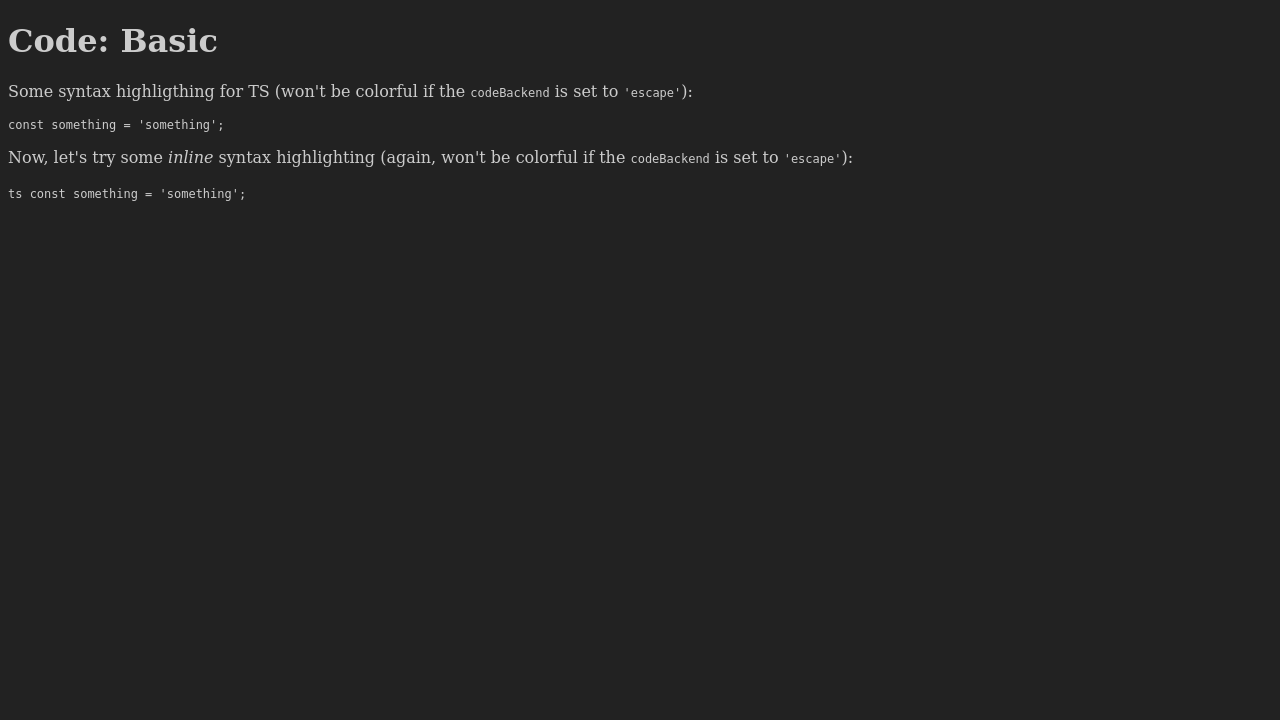 Code: Basic
Some syntax highligthing for TS (won't be colorful if the codeBackend is set to 'escape'):
const something = 'something';
Now, let's try some inline syntax highlighting (again, won't be colorful if the codeBackend is set to 'escape'):
ts const something = 'something';